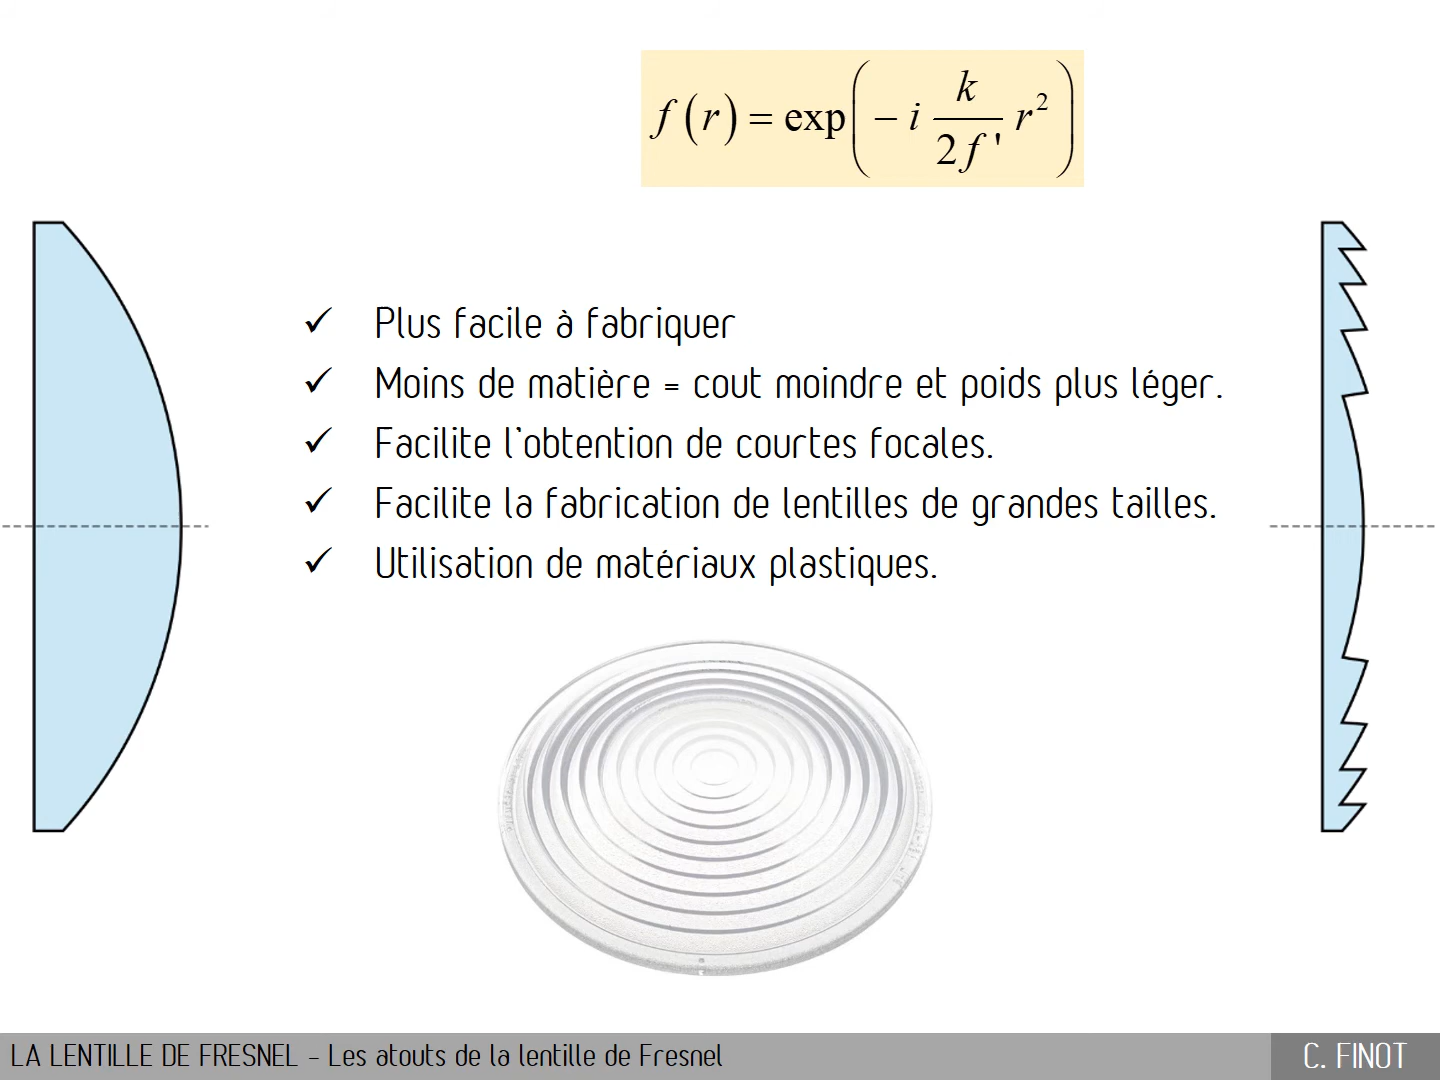 f(r) = exp(-i k/2f' r²)
Plus facile à fabriquer
Moins de matière = cout moindre et poids plus léger.
Facilite l'obtention de courtes focales.
Facilite la fabrication de lentilles de grandes tailles.
Utilisation de matériaux plastiques.
LA LENTILLE DE FRESNEL - Les atouts de la lentille de Fresnel
C. FINOT